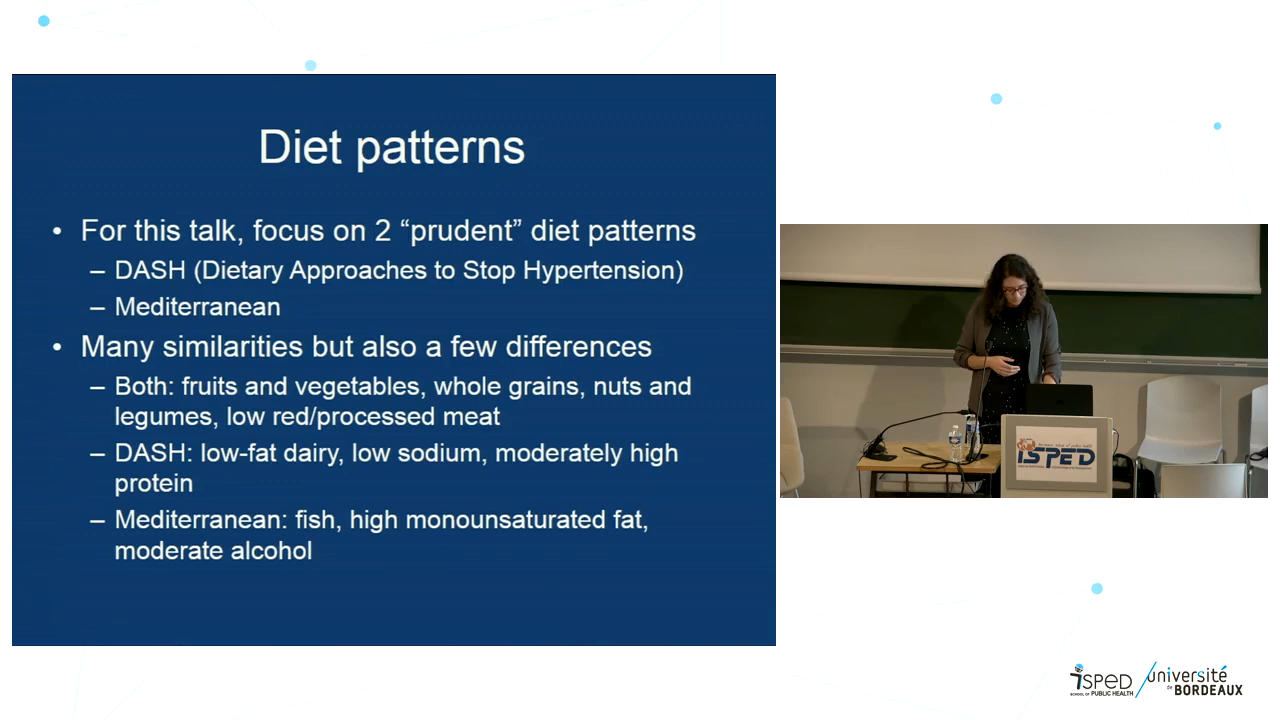 Diet patterns
• For this talk, focus on 2 “prudent” diet patterns
– DASH (Dietary Approaches to Stop Hypertension)
– Mediterranean
• Many similarities but also a few differences
– Both: fruits and vegetables, whole grains, nuts and
legumes, low red/processed meat
– DASH: low-fat dairy, low sodium, moderately high
protein
– Mediterranean: fish, high monounsaturated fat,
moderate alcohol
ISPED
ISPED
SCHOOL OF PUBLIC HEALTH
université
de BORDEAUX